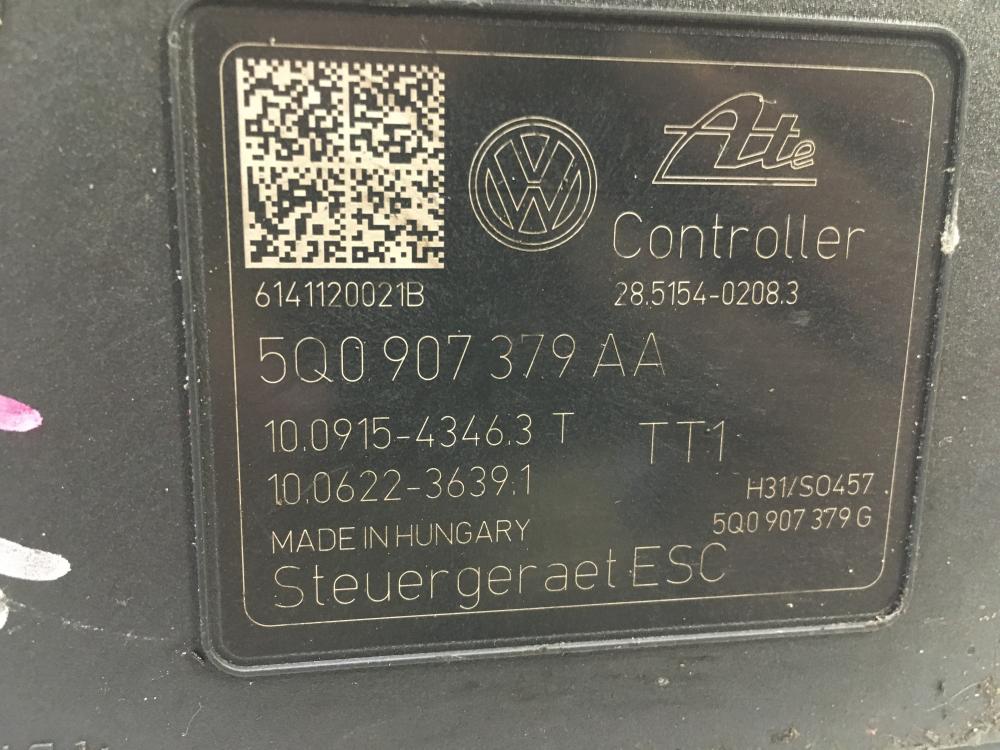 Ate
Controller
6141120021B
28.5154-0208.3
5Q0 907 379 AA
10.0915-4346.3 T
TT1
10.0622-3639.1
H31/S0457
5Q0 907 379 G
MADE IN HUNGARY
Steuergeraet ESC